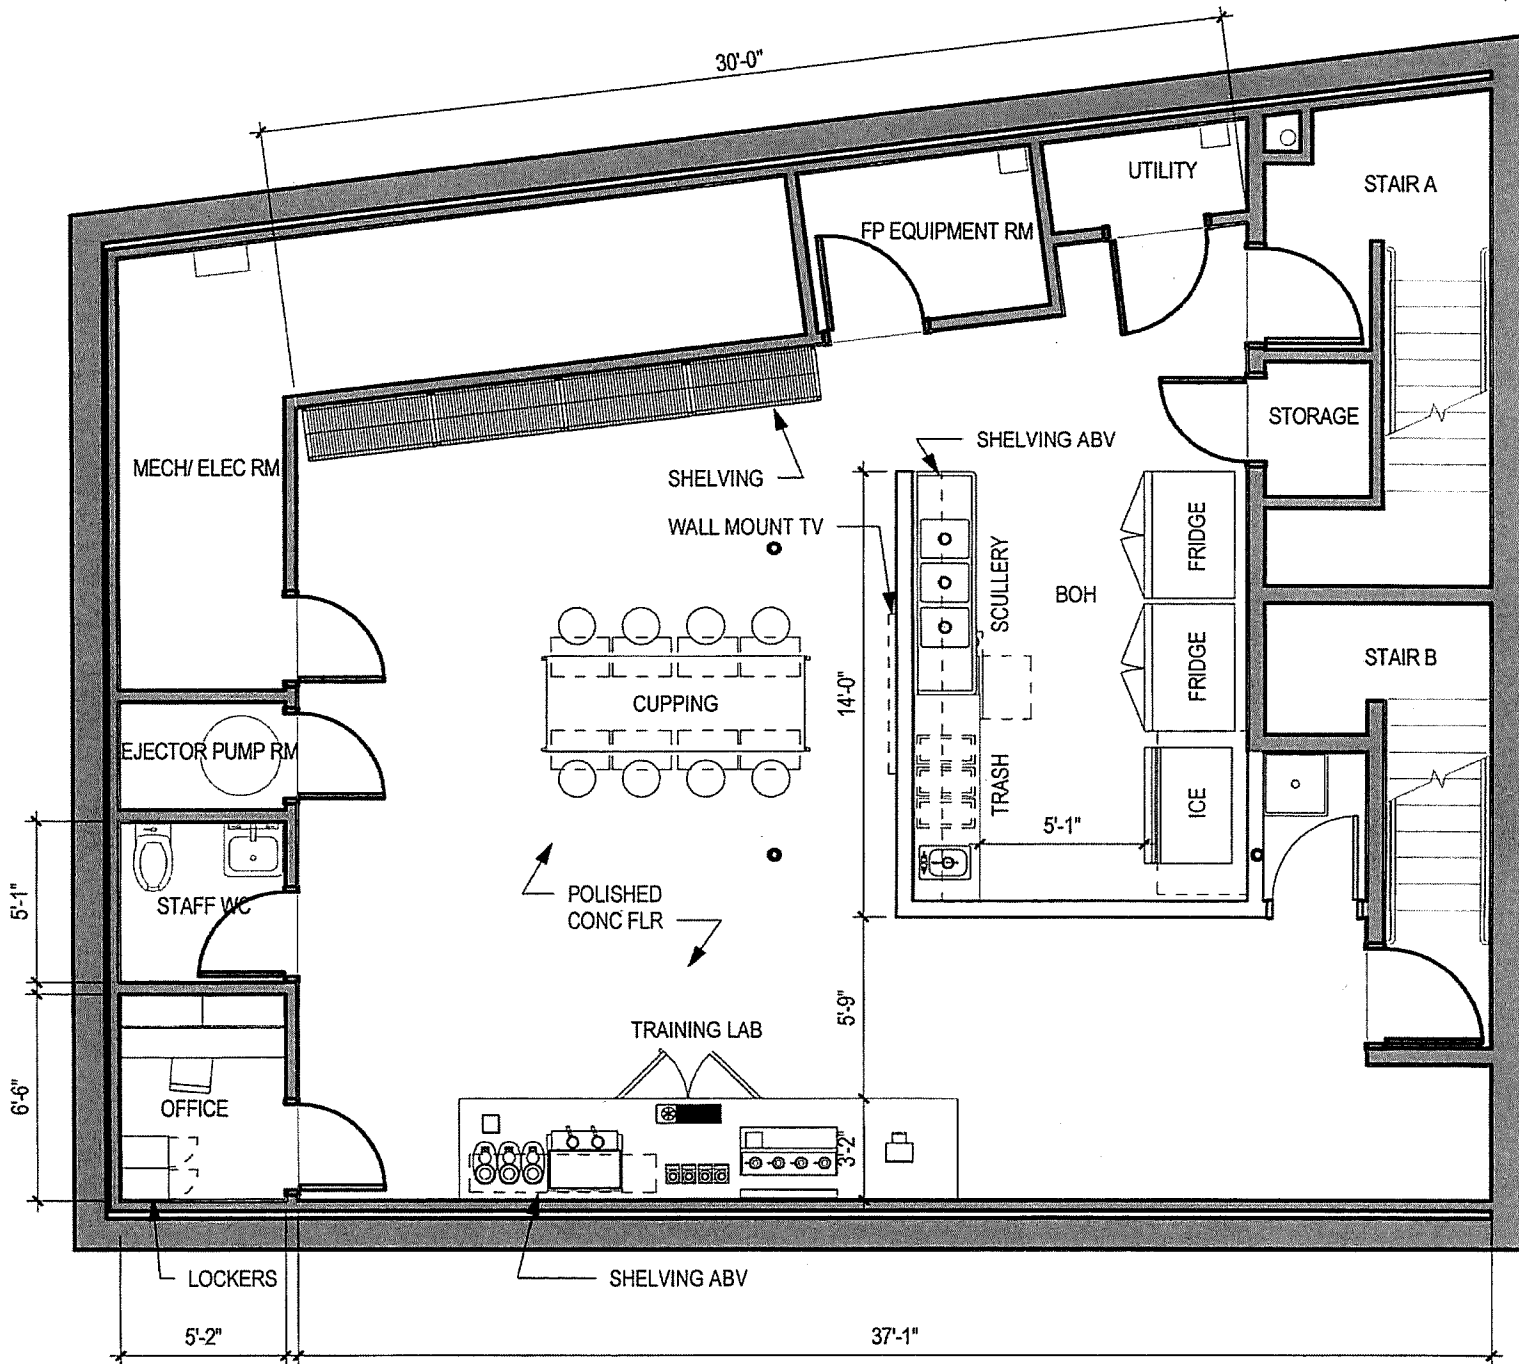 30'-0"
UTILITY
STAIR A
FP EQUIPMENT RM
STORAGE
SHELVING ABV
MECH/ ELEC RM
SHELVING
WALL MOUNT TV
FRIDGE
SCULLERY
BOH
FRIDGE
STAIR B
14'-0"
CUPPING
EJECTOR PUMP RM
TRASH
ICE
5'-1"
5'-1"
STAFF WC
POLISHED
CONC FLR
5'-9"
TRAINING LAB
6'-6"
OFFICE
3'-2"
LOCKERS
SHELVING ABV
5'-2"
37'-1"